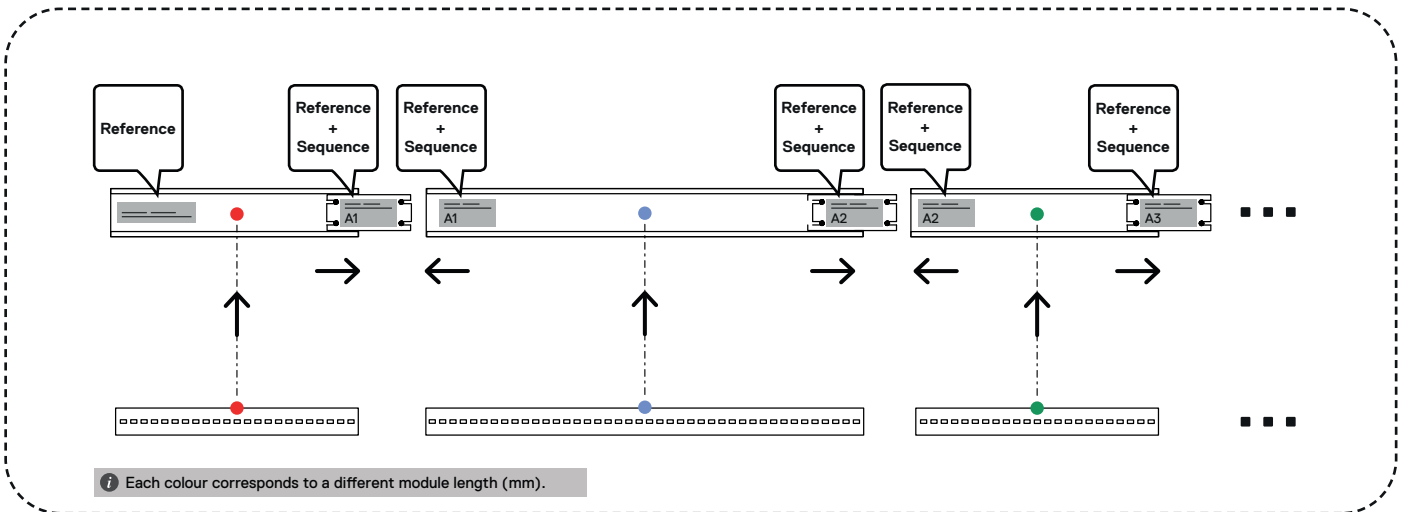 Reference
Reference
+
Sequence
Reference
+
Sequence
Reference
+
Sequence
Reference
+
Sequence
Reference
+
Sequence
A1
A1
A2
A2
A3
i Each colour corresponds to a different module length (mm).